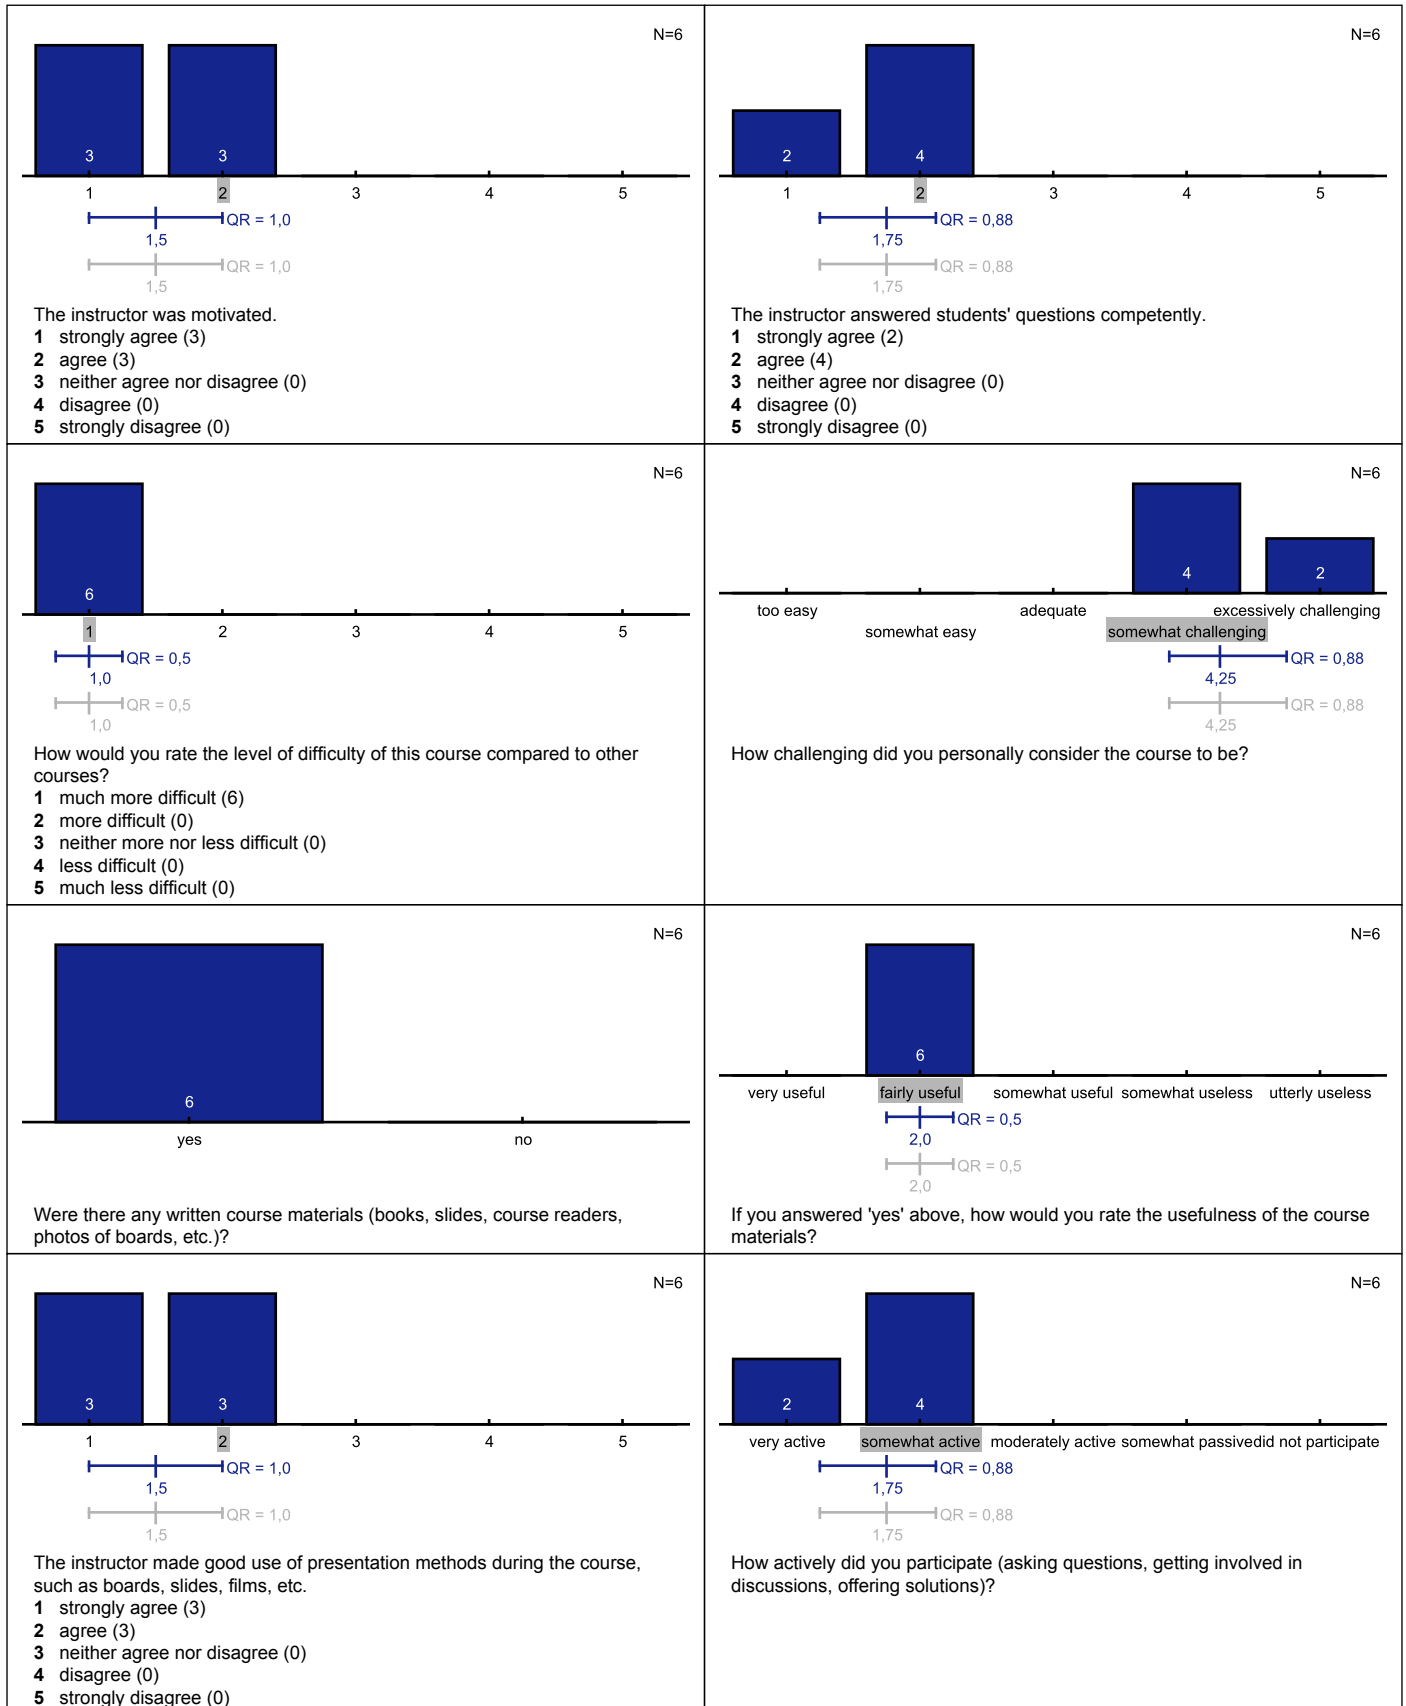 N=6
3
3
1
2
3
4
5
QR = 1,0
1,5
QR = 1,0
1,5
The instructor was motivated.
1 strongly agree (3)
2 agree (3)
3 neither agree nor disagree (0)
4 disagree (0)
5 strongly disagree (0)
N=6
2
4
1
2
3
4
5
QR = 0,88
1,75
QR = 0,88
1,75
The instructor answered students' questions competently.
1 strongly agree (2)
2 agree (4)
3 neither agree nor disagree (0)
4 disagree (0)
5 strongly disagree (0)
N=6
6
1
2
3
4
5
QR = 0,5
1,0
QR = 0,5
1,0
How would you rate the level of difficulty of this course compared to other
courses?
1 much more difficult (6)
2 more difficult (0)
3 neither more nor less difficult (0)
4 less difficult (0)
5 much less difficult (0)
N=6
4
2
too easy
adequate
excessively challenging
somewhat easy
somewhat challenging
QR = 0,88
4,25
QR = 0,88
4,25
How challenging did you personally consider the course to be?
N=6
6
yes
no
Were there any written course materials (books, slides, course readers,
photos of boards, etc.)?
N=6
6
very useful
fairly useful
somewhat useful
somewhat useless
utterly useless
QR = 0,5
2,0
QR = 0,5
2,0
If you answered 'yes' above, how would you rate the usefulness of the course
materials?
N=6
3
3
1
2
3
4
5
QR = 1,0
1,5
QR = 1,0
1,5
The instructor made good use of presentation methods during the course,
such as boards, slides, films, etc.
1 strongly agree (3)
2 agree (3)
3 neither agree nor disagree (0)
4 disagree (0)
5 strongly disagree (0)
N=6
2
4
very active
somewhat active
moderately active
somewhat passive
did not participate
QR = 0,88
1,75
QR = 0,88
1,75
How actively did you participate (asking questions, getting involved in
discussions, offering solutions)?